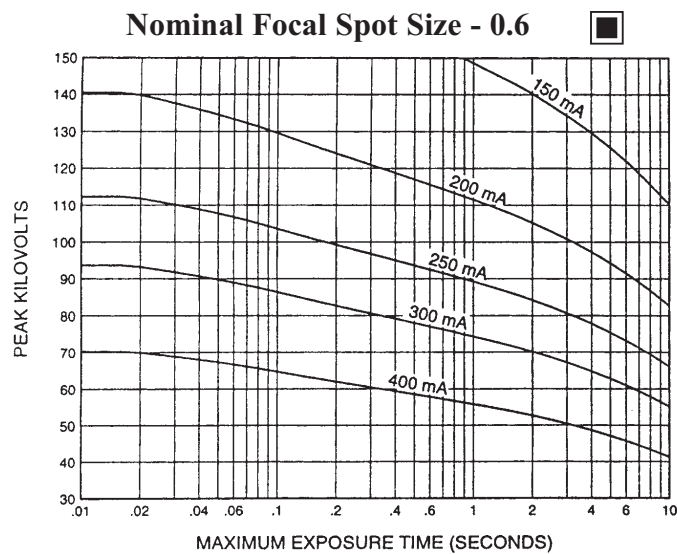 Nominal Focal Spot Size - 0.6
150
140
130
120
110
100
90
80
70
60
50
40
30
PEAK KILOVOLTS
150 mA
200 mA
250 mA
300 mA
400 mA
.01 .02 .04 .06 .1 .2 .4 .6 1 2 4 6 10
MAXIMUM EXPOSURE TIME (SECONDS)